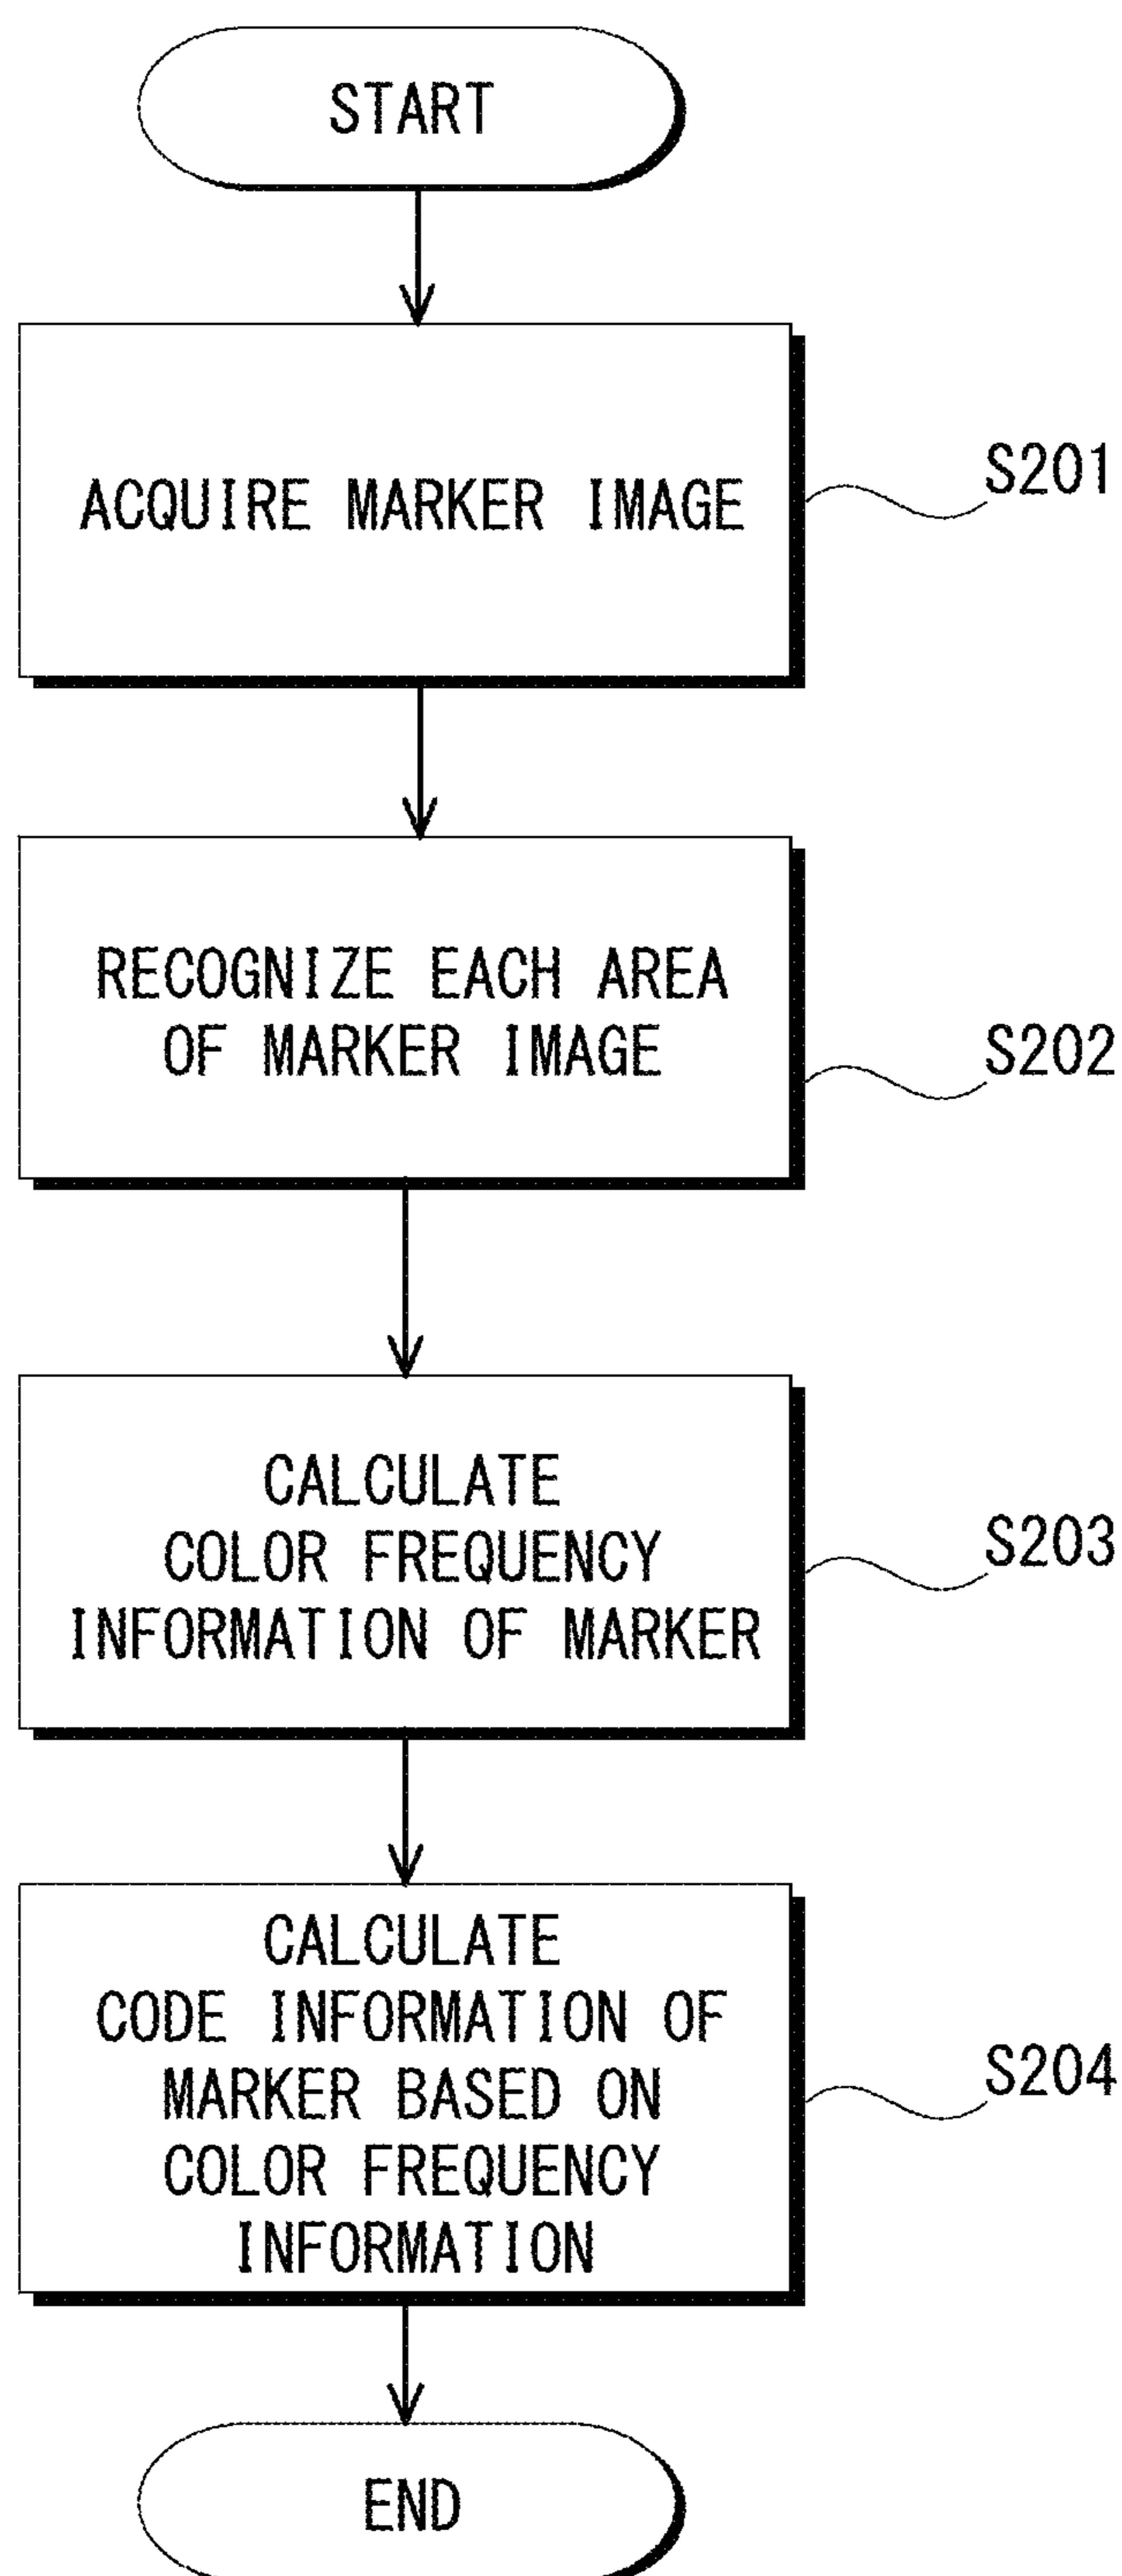 START
ACQUIRE MARKER IMAGE
S201
RECOGNIZE EACH AREA
OF MARKER IMAGE
S202
CALCULATE
COLOR FREQUENCY
INFORMATION OF MARKER
S203
CALCULATE
CODE INFORMATION OF
MARKER BASED ON
COLOR FREQUENCY
INFORMATION
S204
END